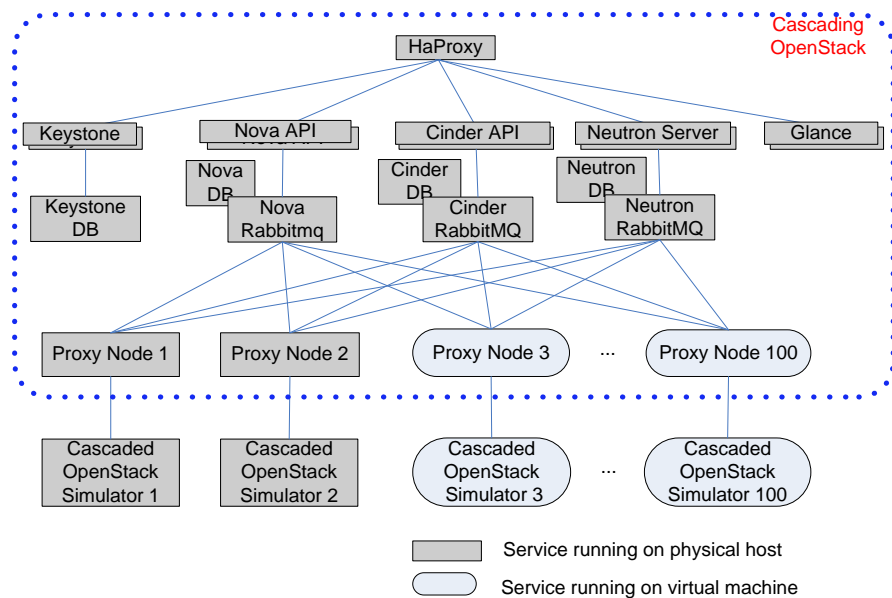 Cascading
OpenStack
HaProxy
Keystone
Nova API
Cinder API
Neutron Server
Glance
Nova
DB
Cinder
DB
Neutron
DB
Keystone
DB
Nova
Rabbitmq
Cinder
RabbitMQ
Neutron
RabbitMQ
Proxy Node 1
Proxy Node 2
Proxy Node 3
...
Proxy Node 100
Cascaded
OpenStack
Simulator 1
Cascaded
OpenStack
Simulator 2
Cascaded
OpenStack
Simulator 3
...
Cascaded
OpenStack
Simulator 100
Service running on physical host
Service running on virtual machine